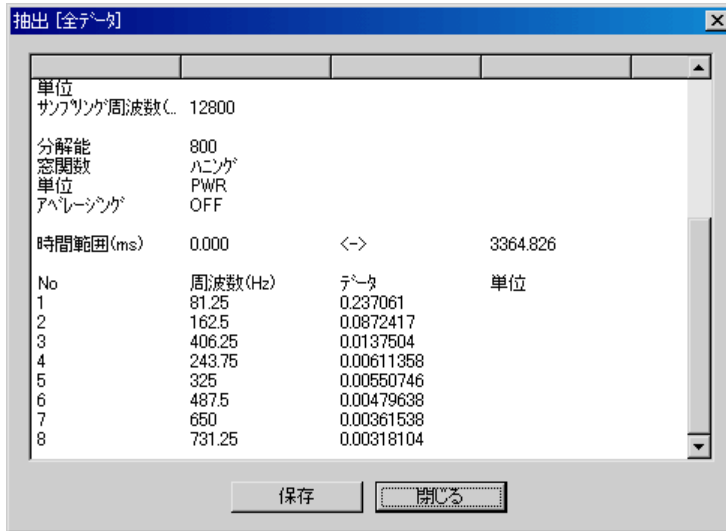 抽出 [全ﾃﾞｰﾀ]
単位
ｻﾝﾌﾟﾘﾝｸﾞ周波数(... 12800
分解能 800
窓関数 ﾊﾆﾝｸﾞ
単位 PWR
ｱﾍﾞﾚｰｼﾞﾝｸﾞ OFF
時間範囲(ms) 0.000 <-> 3364.826
No 周波数(Hz) ﾃﾞｰﾀ 単位
1 81.25 0.237061
2 162.5 0.0872417
3 406.25 0.0137504
4 243.75 0.00611358
5 325 0.00550746
6 487.5 0.00479638
7 650 0.00361538
8 731.25 0.00318104
保存 閉じる